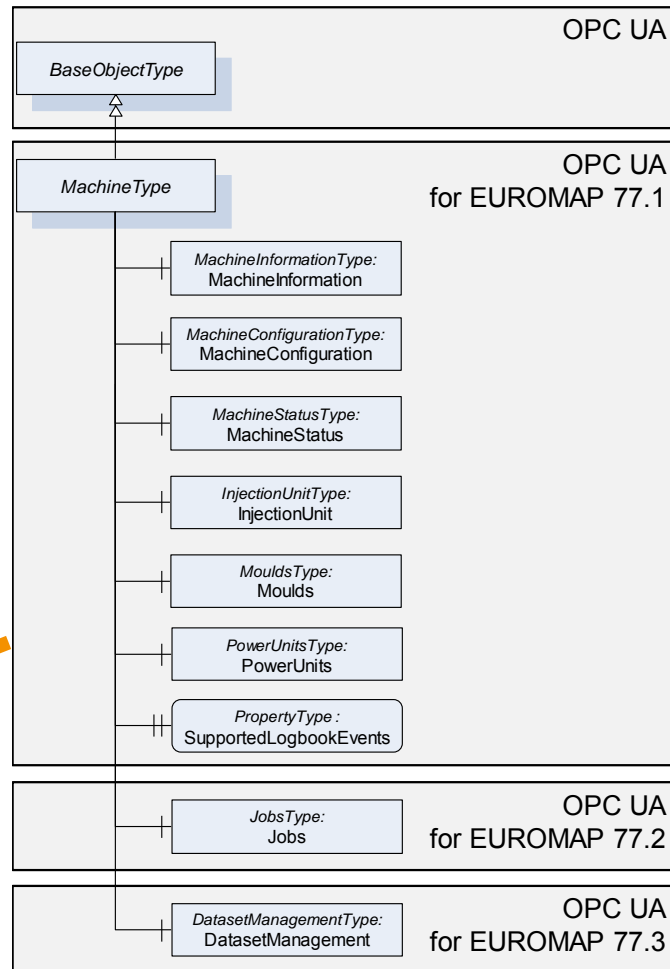 OPC UA
BaseObjectType
OPC UA
for EUROMAP 77.1
MachineType
MachineInformationType:
MachineInformation
MachineConfigurationType:
MachineConfiguration
MachineStatusType:
MachineStatus
InjectionUnitType:
InjectionUnit
MouldsType:
Moulds
PowerUnitsType:
PowerUnits
PropertyType :
SupportedLogbookEvents
OPC UA
for EUROMAP 77.2
JobsType:
Jobs
OPC UA
for EUROMAP 77.3
DatasetManagementType:
DatasetManagement